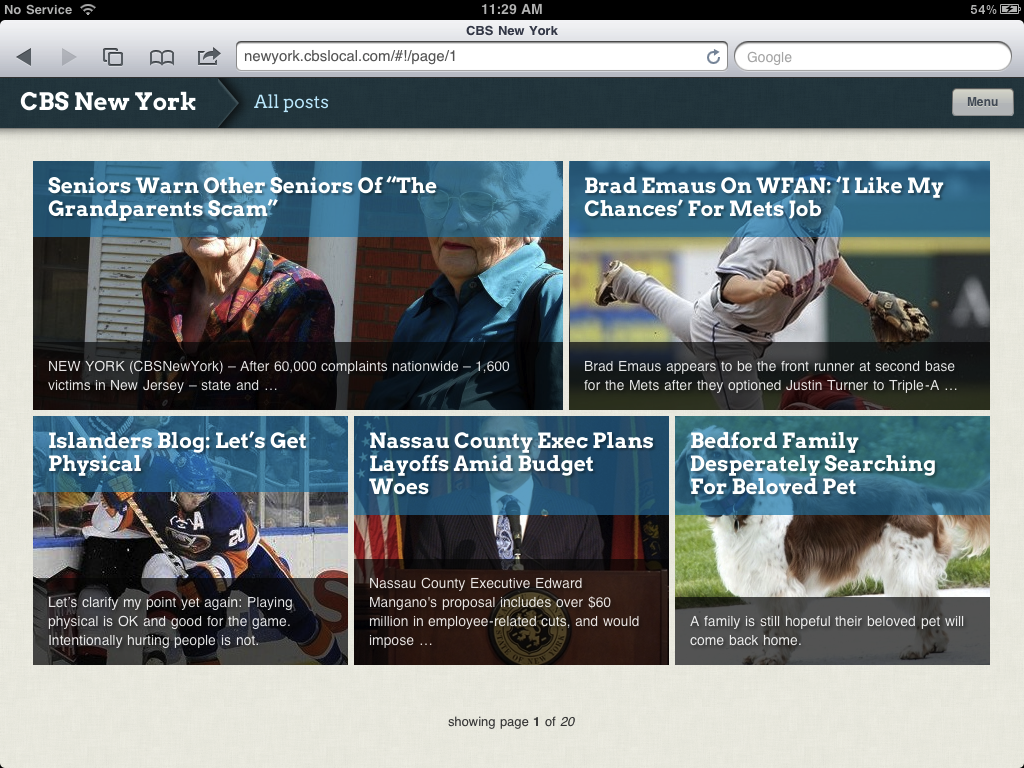 No Service 11:29 AM 54%
CBS New York
newyork.cbslocal.com/#!/page/1 Google
CBS New York All posts Menu
Seniors Warn Other Seniors Of “The
Grandparents Scam”
NEW YORK (CBSNewYork) – After 60,000 complaints nationwide – 1,600
victims in New Jersey – state and …
Brad Emaus On WFAN: ‘I Like My
Chances’ For Mets Job
Brad Emaus appears to be the front runner at second base
for the Mets after they optioned Justin Turner to Triple-A …
Islanders Blog: Let’s Get
Physical
A
20
Let’s clarify my point yet again: Playing
physical is OK and good for the game.
Intentionally hurting people is not.
Nassau County Exec Plans
Layoffs Amid Budget
Woes
Nassau County Executive Edward
Mangano’s proposal includes over $60
million in employee-related cuts, and would
impose …
STATE OF NEW YORK
Bedford Family
Desperately Searching
For Beloved Pet
A family is still hopeful their beloved pet will
come back home.
showing page 1 of 20